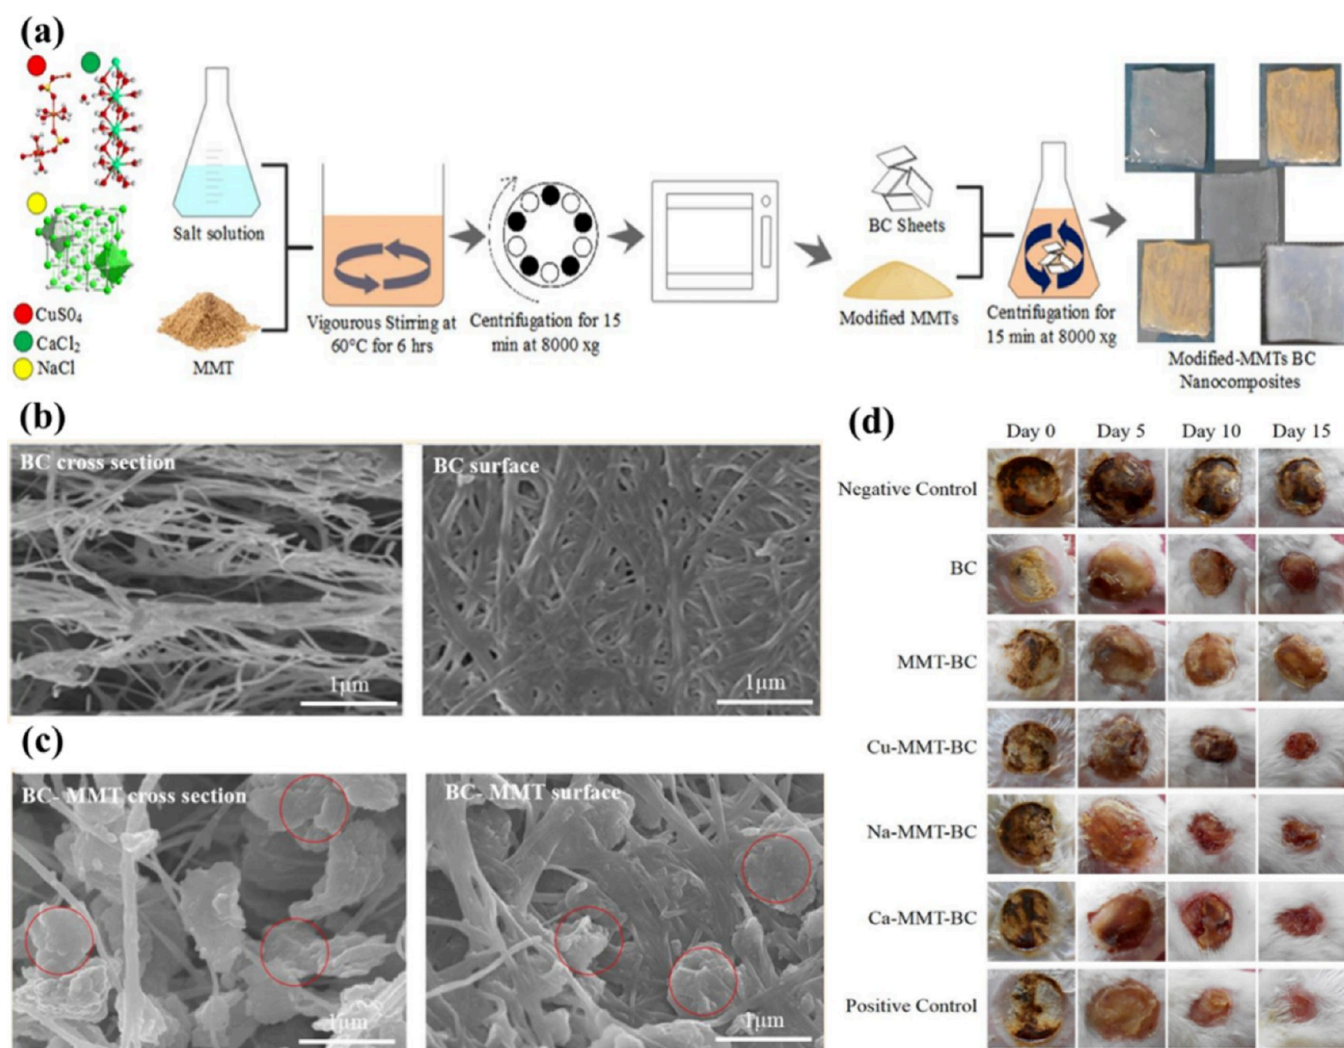 (a)
Salt solution
MMT
CuS0₄
CaCl₂
NaCl
Vigourous Stirring at
60°C for 6 hrs
Centrifugation for 15
min at 8000 xg
BC Sheets
Modified MMTs
Centrifugation for
15 min at 8000 xg
Modified-MMTs BC
Nanocomposites
(b)
BC cross section
1μm
BC surface
1μm
(c)
BC- MMT cross section
1μm
BC- MMT surface
1μm
(d)
Day 0 Day 5 Day 10 Day 15
Negative Control
BC
MMT-BC
Cu-MMT-BC
Na-MMT-BC
Ca-MMT-BC
Positive Control